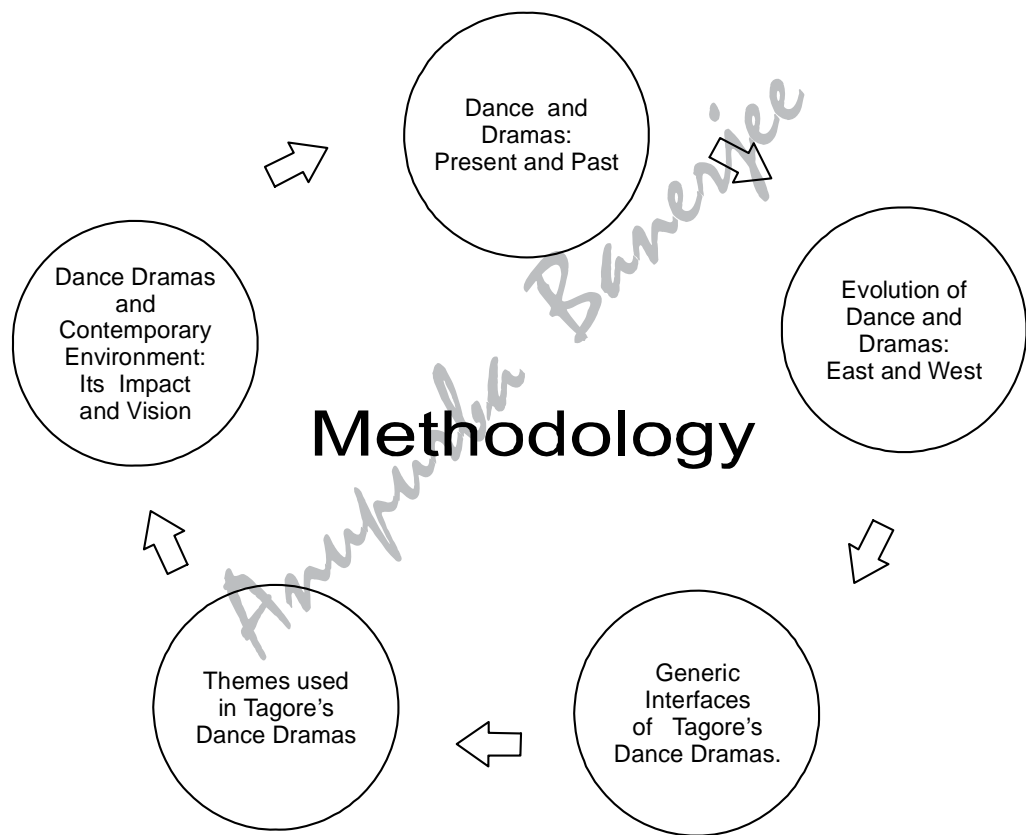 Dance and
Dramas:
Present and Past
Evolution of
Dance and
Dramas:
East and West
Generic
Interfaces
of Tagore's
Dance Dramas.
Themes used
in Tagore's
Dance Dramas
Dance Dramas
and
Contemporary
Environment:
Its Impact
and Vision
Methodology
Anupurba Banerjee